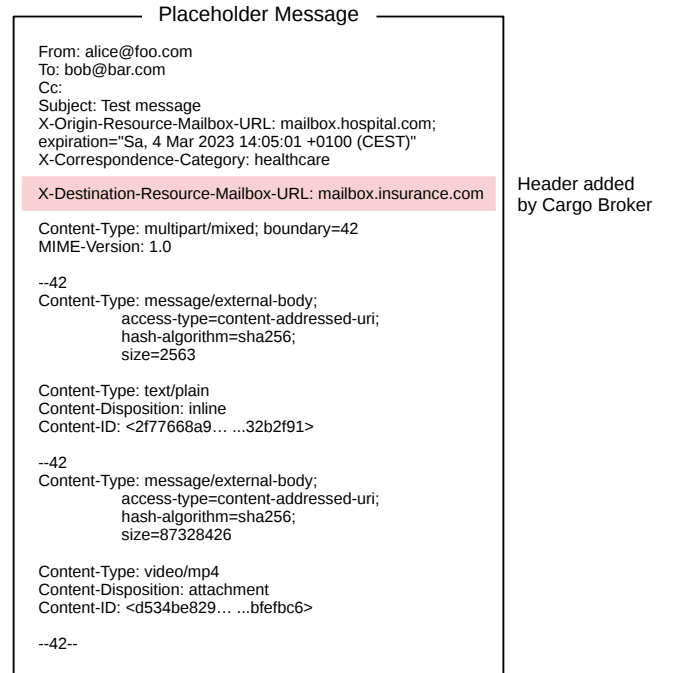 Placeholder Message
From: alice@foo.com
To: bob@bar.com
Cc:
Subject: Test message
X-Origin-Resource-Mailbox-URL: mailbox.hospital.com;
expiration="Sa, 4 Mar 2023 14:05:01 +0100 (CEST)"
X-Correspondence-Category: healthcare
X-Destination-Resource-Mailbox-URL: mailbox.insurance.com
Header added
by Cargo Broker
Content-Type: multipart/mixed; boundary=42
MIME-Version: 1.0
--42
Content-Type: message/external-body;
access-type=content-addressed-uri;
hash-algorithm=sha256;
size=2563
Content-Type: text/plain
Content-Disposition: inline
Content-ID: <2f77668a9… ...32b2f91>
--42
Content-Type: message/external-body;
access-type=content-addressed-uri;
hash-algorithm=sha256;
size=87328426
Content-Type: video/mp4
Content-Disposition: attachment
Content-ID: <d534be829… ...bfefbc6>
--42--